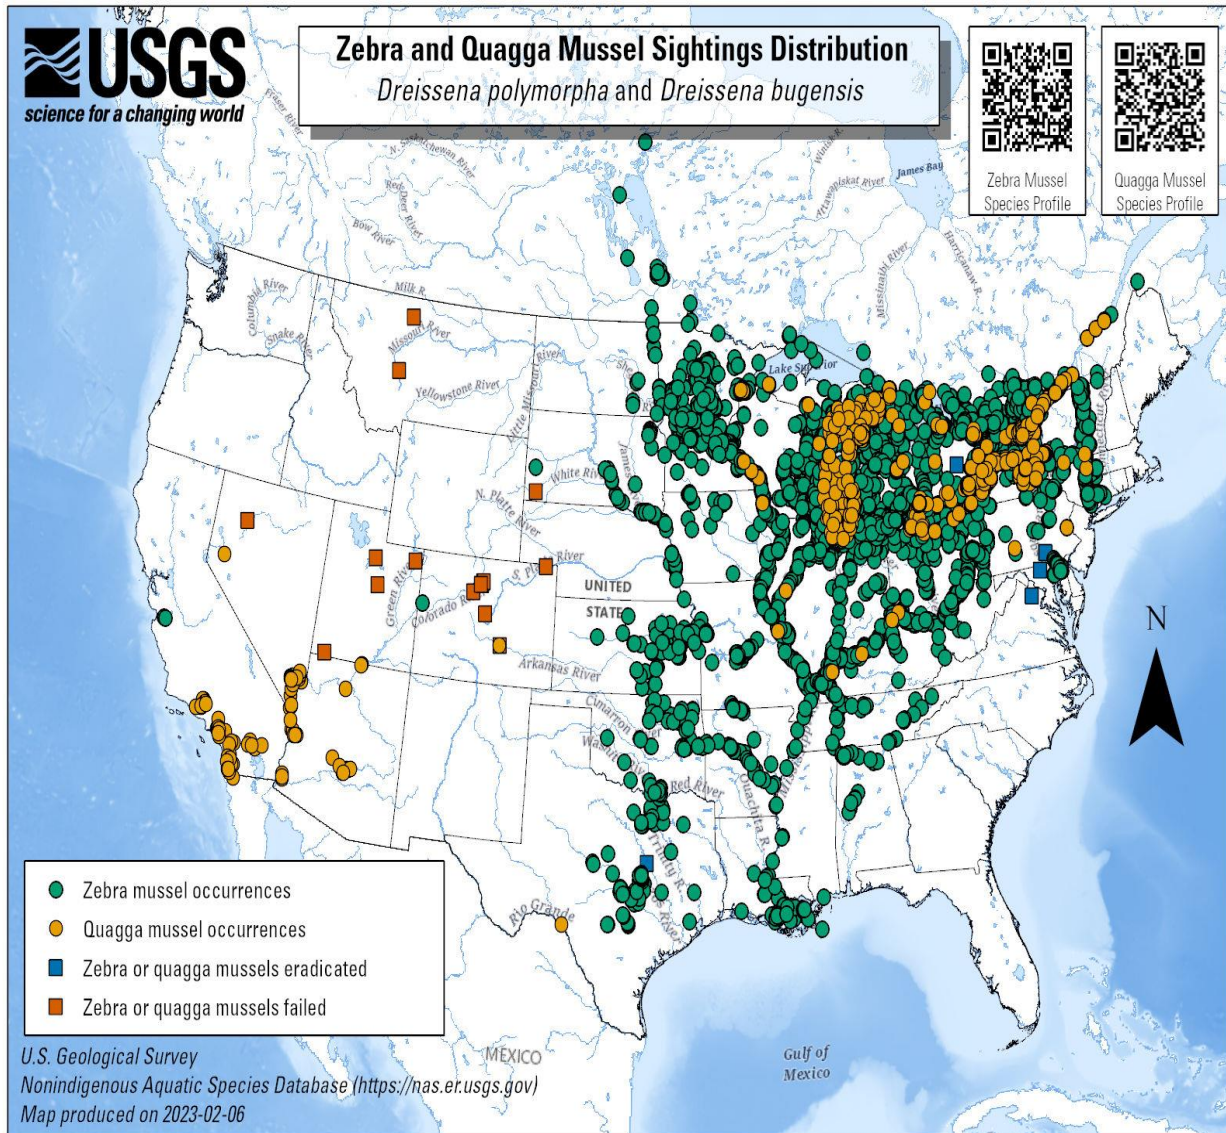 USGS
science for a changing world
Zebra and Quagga Mussel Sightings Distribution
Dreissena polymorpha and Dreissena bugensis
Zebra Mussel
Species Profile
Quagga Mussel
Species Profile
Fraser River
N. Saskatchewan River
Red Deer River
Bow River
Winisk R.
James Bay
Attawapiskat River
Missinaibi River
Harricanaw R.
Columbia River
Snake River
Milk R.
Missouri River
Yellowstone River
Little Missouri River
Lake Superior
White River
James
N. Platte River
S. Platte River
Green River
Colorado R
UNITED
STATE
Arkansas River
Cimarron River
Red River
Ouachita R.
Trinity R.
Rio Grande
N
Zebra mussel occurrences
Quagga mussel occurrences
Zebra or quagga mussels eradicated
Zebra or quagga mussels failed
MEXICO
Gulf of
Mexico
U.S. Geological Survey
Nonindigenous Aquatic Species Database (https://nas.er.usgs.gov)
Map produced on 2023-02-06